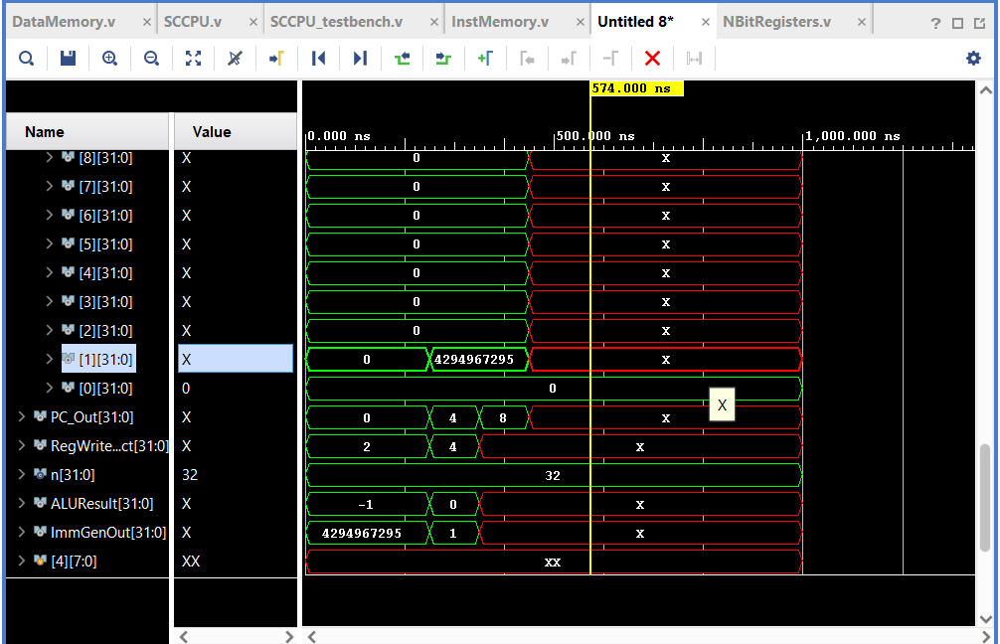 DataMemory.v × SCCPU.v × SCCPU_testbench.v × InstMemory.v × Untitled 8* × NBitRegisters.v × ?
574.000 ns
Name Value 0.000 ns 500.000 ns 1,000.000 ns
[8][31:0] X 0 X
[7][31:0] X 0 X
[6][31:0] X 0 X
[5][31:0] X 0 X
[4][31:0] X 0 X
[3][31:0] X 0 X
[2][31:0] X 0 X
[1][31:0] X 0 4294967295 X
[0][31:0] 0 0
X
PC_Out[31:0] X 0 4 8 X
RegWrite...ct[31:0] X 2 4 X
n[31:0] 32 32
ALUResult[31:0] X -1 0 X
ImmGenOut[31:0] X 4294967295 1 X
[4][7:0] XX XX